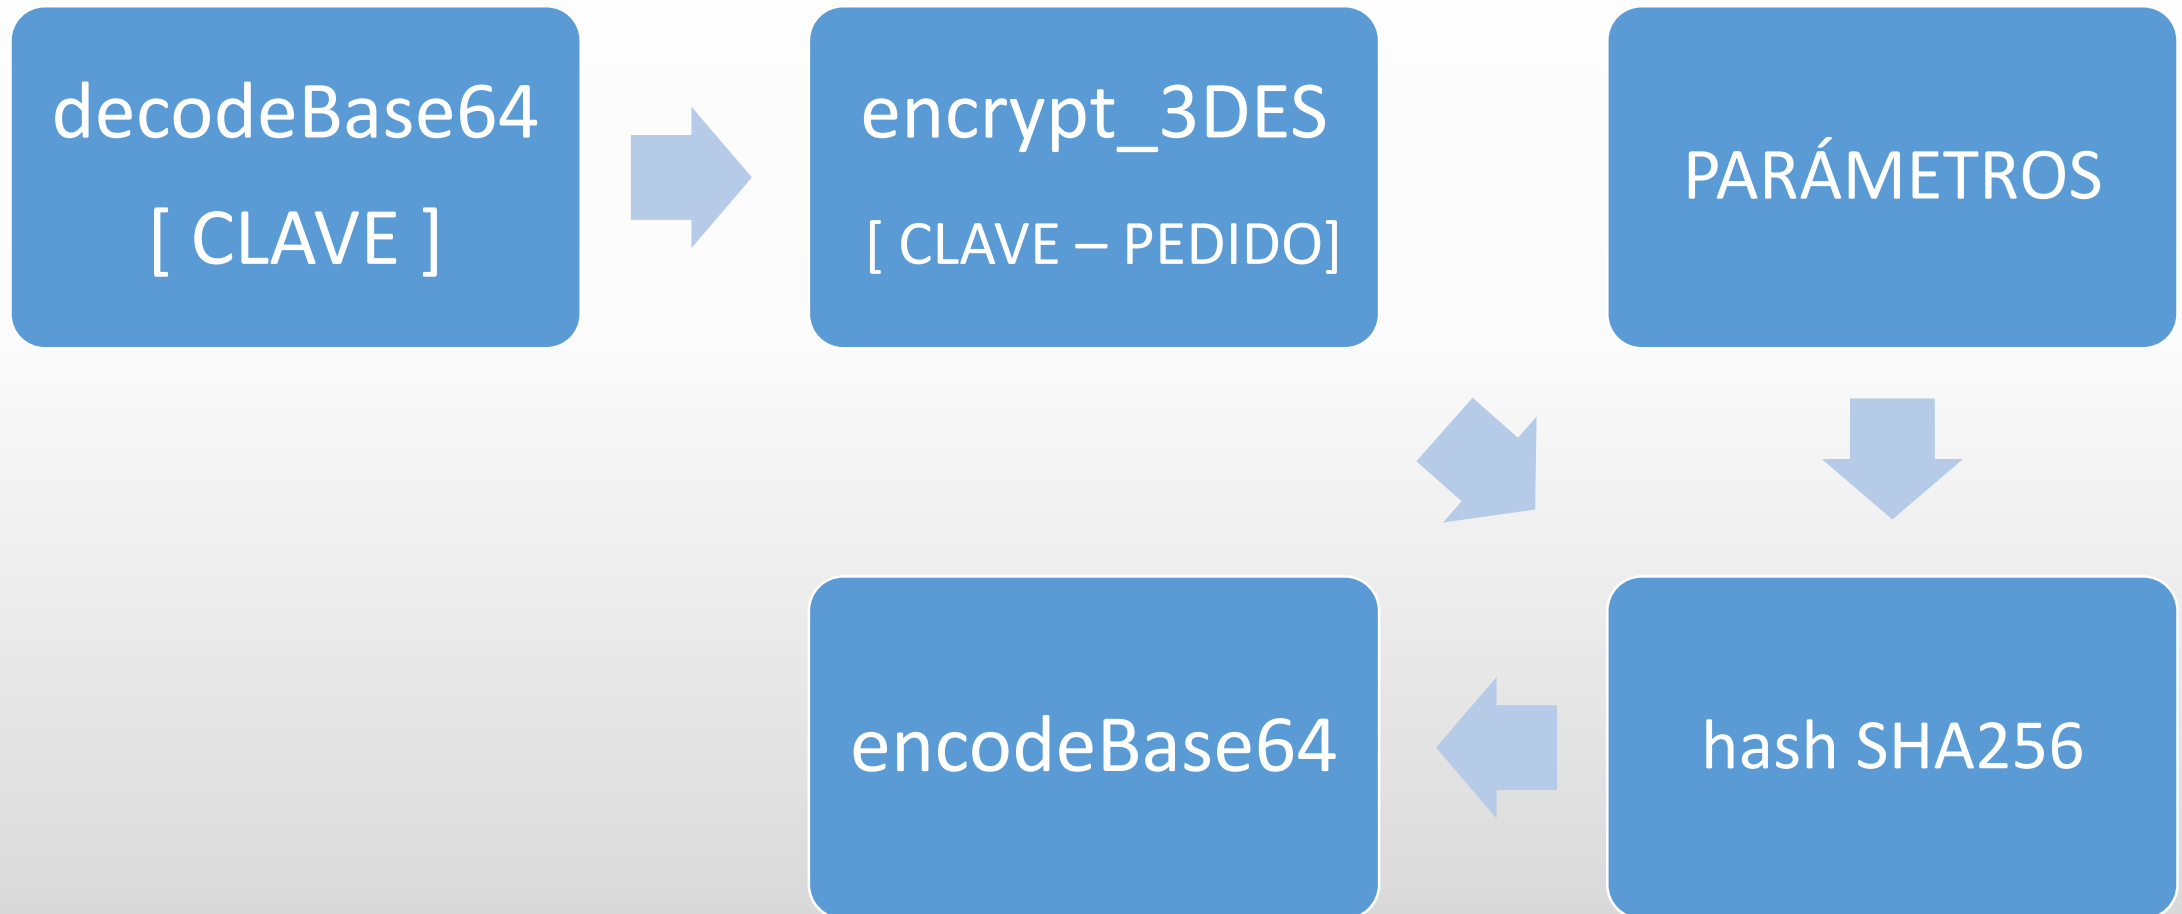 decodeBase64
[ CLAVE ]
encrypt_3DES
[ CLAVE – PEDIDO]
PARÁMETROS
encodeBase64
hash SHA256